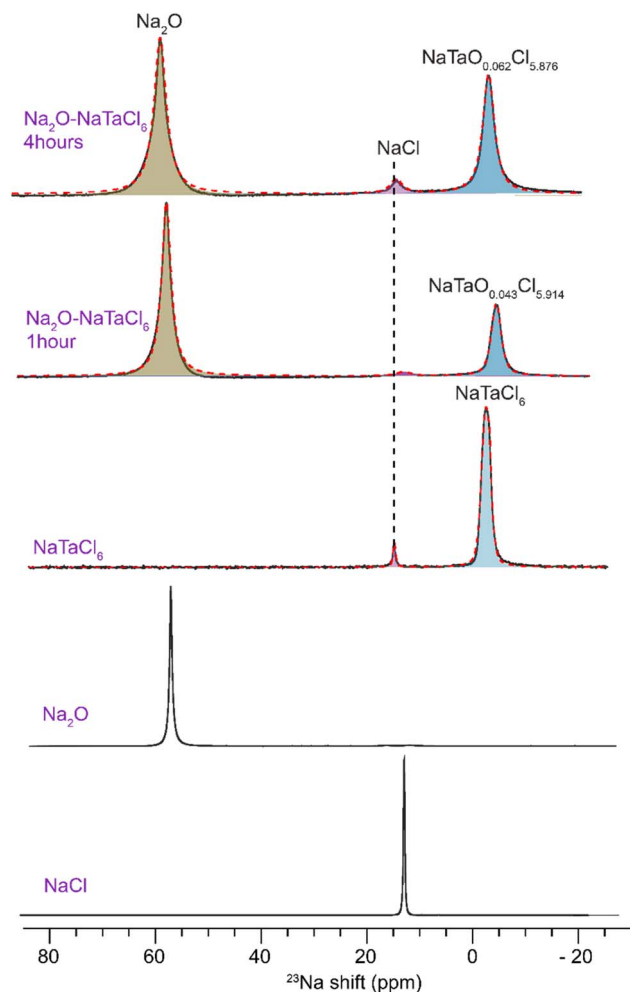 Na₂O
NaTaO₀.₀₆₂Cl₅.₈₇₆
Na₂O-NaTaCl₆
4hours
NaCl
NaTaO₀.₀₄₃Cl₅.₉₁₄
Na₂O-NaTaCl₆
1hour
NaTaCl₆
NaTaCl₆
Na₂O
NaCl
80 60 40 20 0 - 20
²³Na shift (ppm)